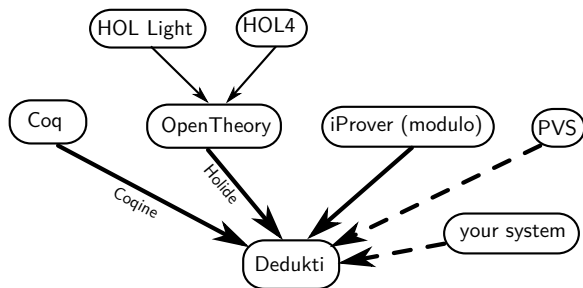 HOL Light
HOL4
Coq
OpenTheory
iProver (modulo)
PVS
Coqine
Holide
your system
Dedukti